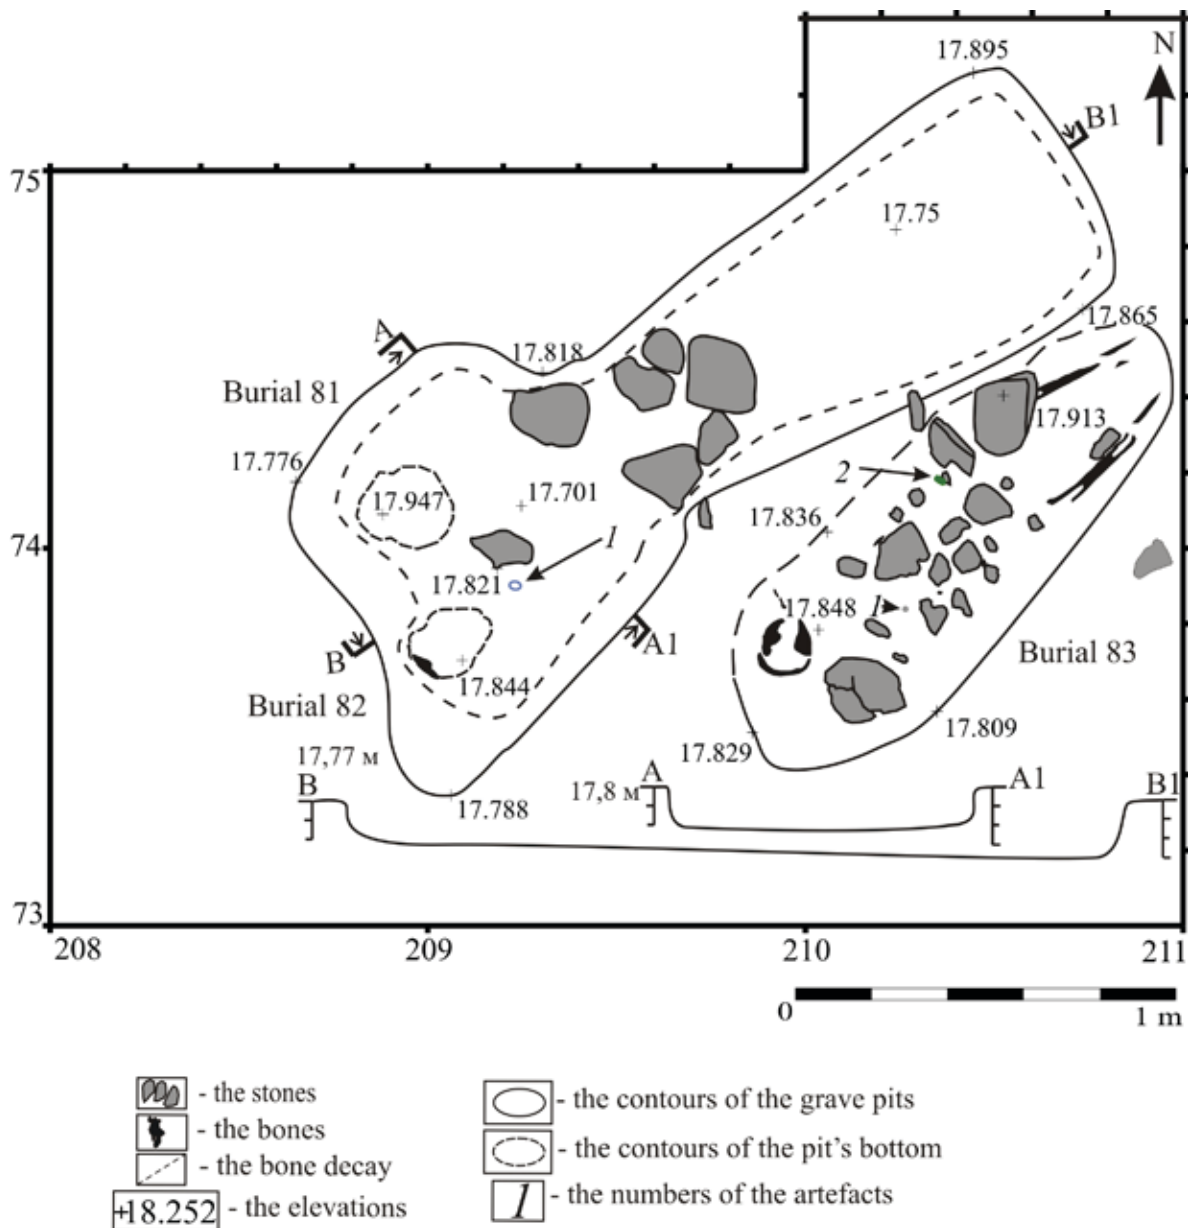 17.895
N
B1
75
17.75
17.865
A
17.818
Burial 81
17.913
17.776
2
17.947
17.701
17.836
74
1
17.821
17.848
1
B
A1
Burial 83
17.844
Burial 82
17.809
17.829
17,77 м
B
17,8 м
A
A1
B1
17.788
73
208
209
210
211
0
1 m
- the stones
- the bones
- the bone decay
+18.252 - the elevations
- the contours of the grave pits
- the contours of the pit's bottom
1 - the numbers of the artefacts